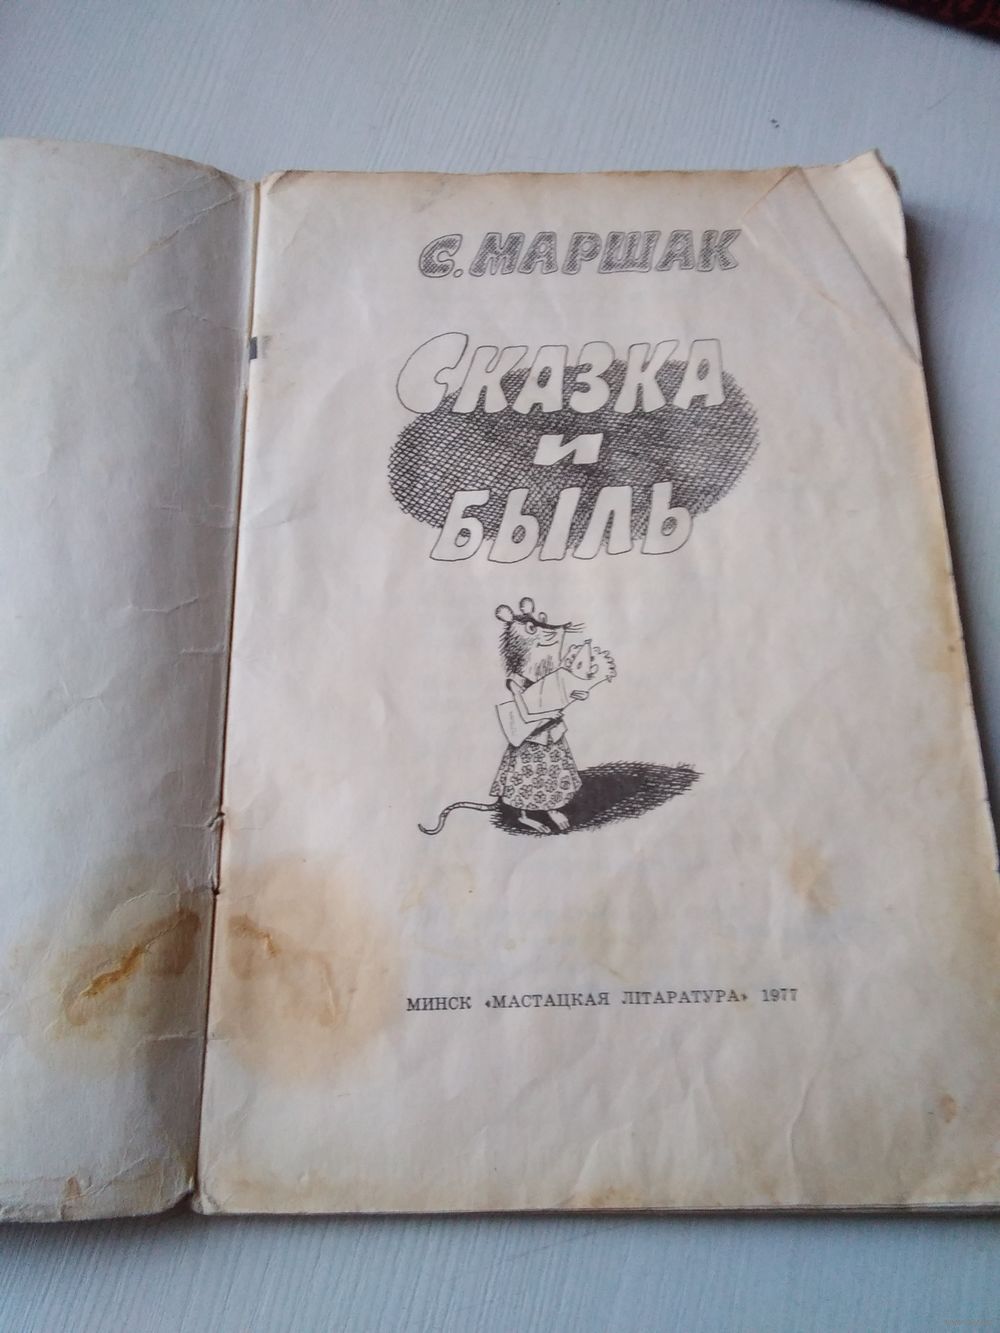 С. МАРШАК
СКАЗКА
И
БЫЛЬ
МИНСК «МАСТАЦКАЯ ЛІТАРАТУРА» 1977